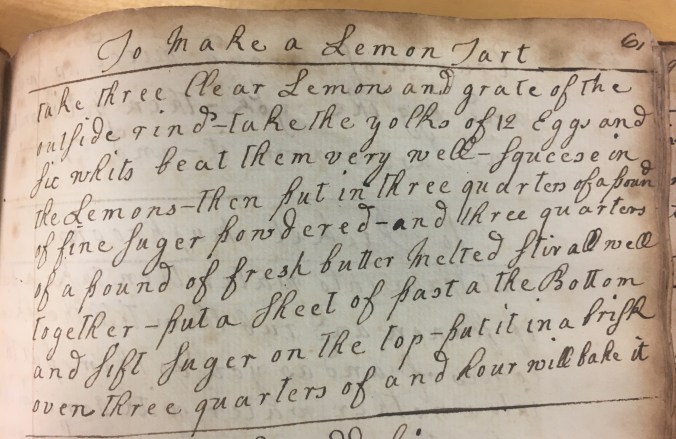 To Make a Lemon Tart
61
take three Clear Lemons and grate of the
outside rinds - take the yolks of 12 Eggs and
six whits beat them very well - squeese in
the Lemons - then put in three quarters of a pound
of fine suger powdered - and three quarters
of a pound of fresh butter Melted stir all well
together - put a sheet of past a the Bottom
and sift suger on the top - put it in a brisk
oven three quarters of and hour will bake it